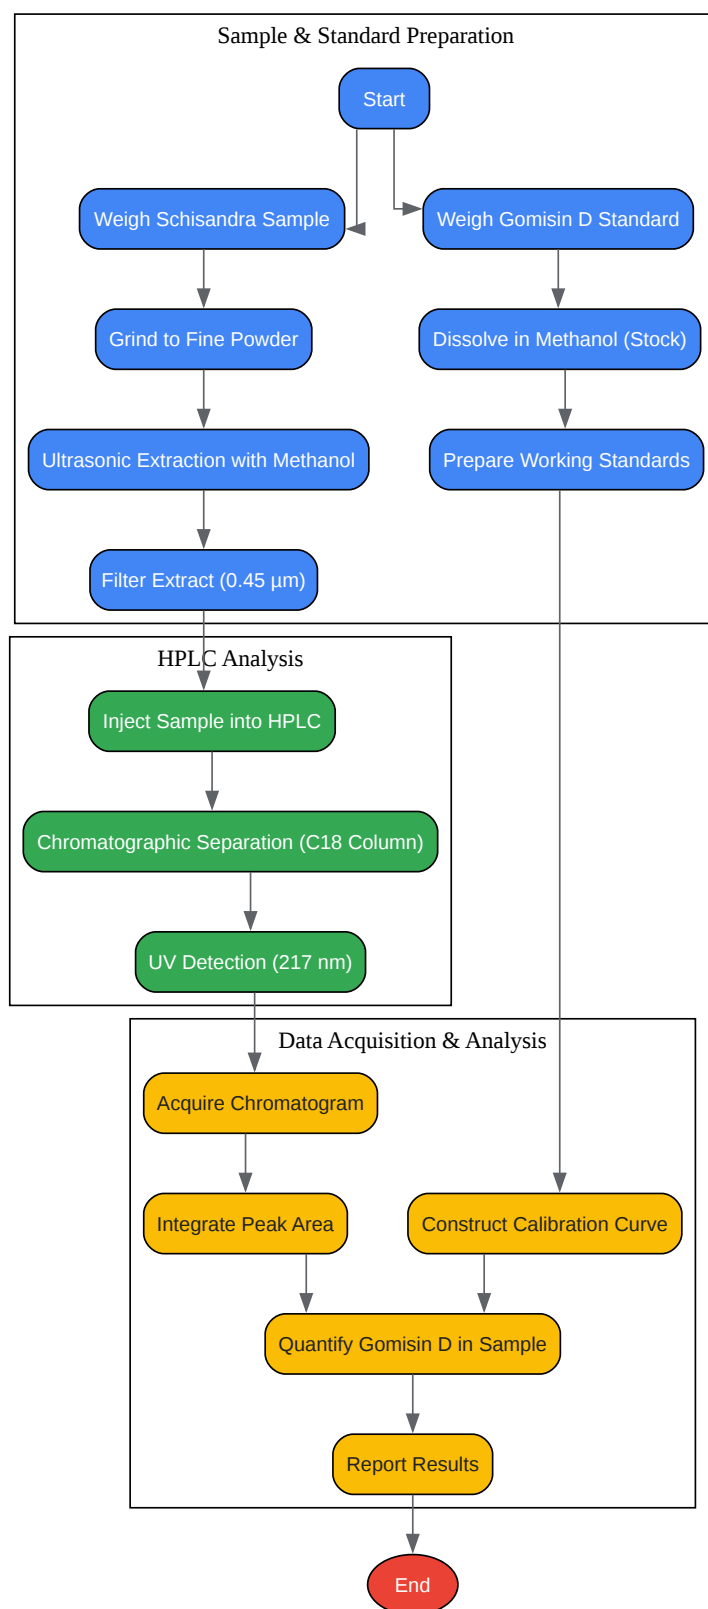 Sample & Standard Preparation
Start
Weigh Schisandra Sample
Weigh Gomisin D Standard
Grind to Fine Powder
Dissolve in Methanol (Stock)
Ultrasonic Extraction with Methanol
Prepare Working Standards
Filter Extract (0.45 µm)
HPLC Analysis
Inject Sample into HPLC
Chromatographic Separation (C18 Column)
UV Detection (217 nm)
Data Acquisition & Analysis
Acquire Chromatogram
Integrate Peak Area
Construct Calibration Curve
Quantify Gomisin D in Sample
Report Results
End